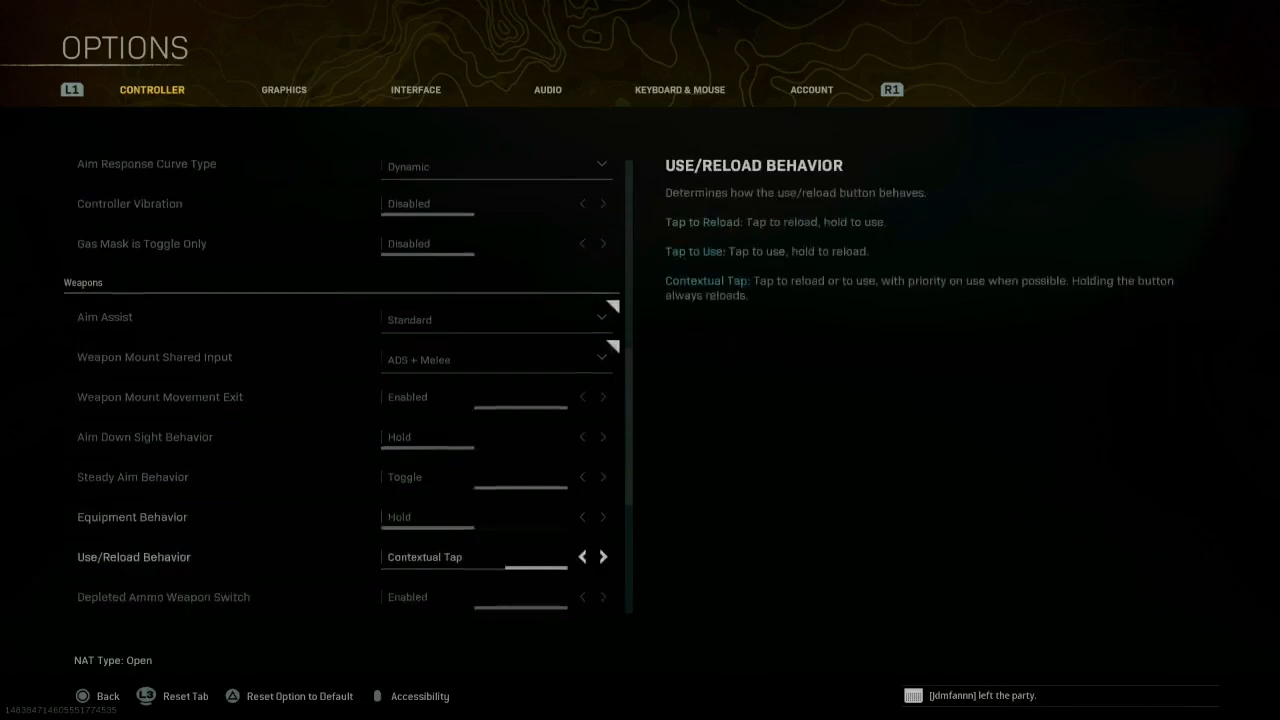 OPTIONS
L1 CONTROLLER GRAPHICS INTERFACE AUDIO KEYBOARD & MOUSE ACCOUNT R1
Aim Response Curve Type Dynamic
Controller Vibration Disabled
Gas Mask is Toggle Only Disabled
Weapons
Aim Assist Standard
Weapon Mount Shared Input ADS + Melee
Weapon Mount Movement Exit Enabled
Aim Down Sight Behavior Hold
Steady Aim Behavior Toggle
Equipment Behavior Hold
Use/Reload Behavior Contextual Tap
Depleted Ammo Weapon Switch Enabled
USE/RELOAD BEHAVIOR
Determines how the use/reload button behaves.
Tap to Reload: Tap to reload, hold to use.
Tap to Use: Tap to use, hold to reload.
Contextual Tap: Tap to reload or to use, with priority on use when possible. Holding the button
always reloads.
NAT Type: Open
Back L3 Reset Tab Reset Option to Default Accessibility
[Jdmfannn] left the party.